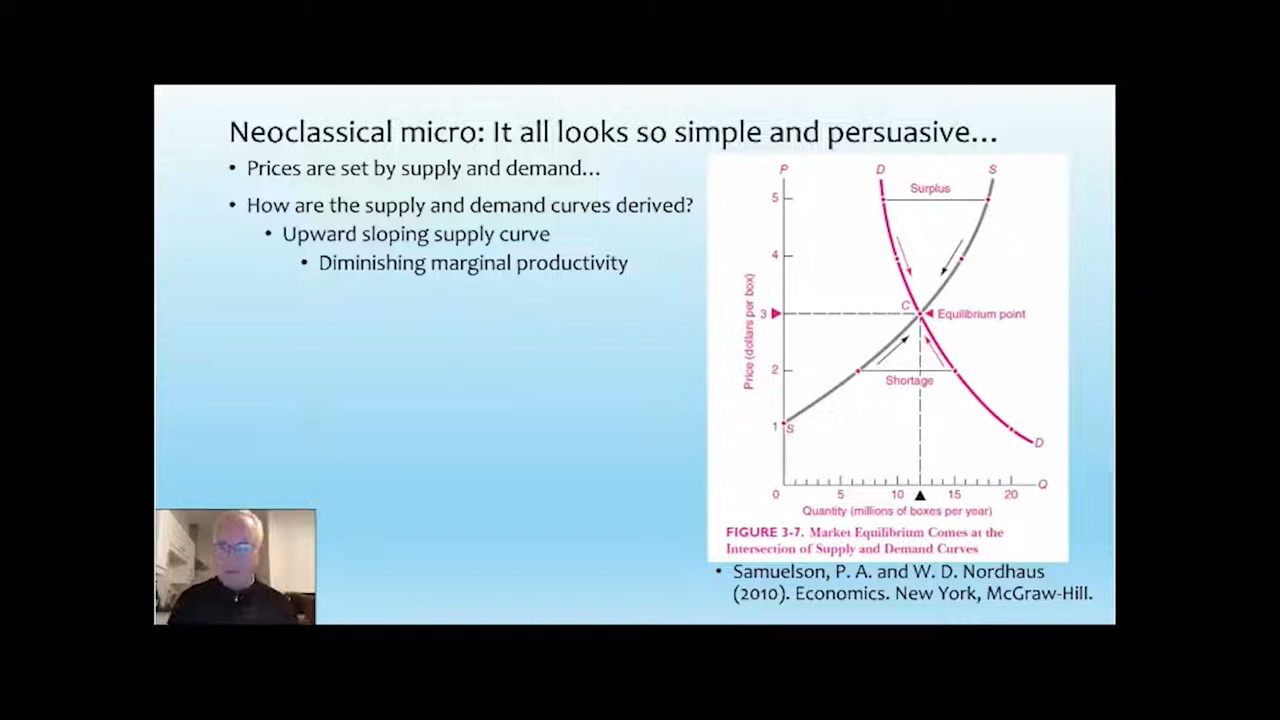 Neoclassical micro: It all looks so simple and persuasive...
• Prices are set by supply and demand...
• How are the supply and demand curves derived?
• Upward sloping supply curve
• Diminishing marginal productivity
P
D
S
5
Surplus
4
Price (dollars per box)
3
C
Equilibrium point
2
Shortage
1
S
D
0
5
10
15
20
Q
Quantity (millions of boxes per year)
FIGURE 3-7. Market Equilibrium Comes at the
Intersection of Supply and Demand Curves
• Samuelson, P. A. and W. D. Nordhaus
(2010). Economics. New York, McGraw-Hill.